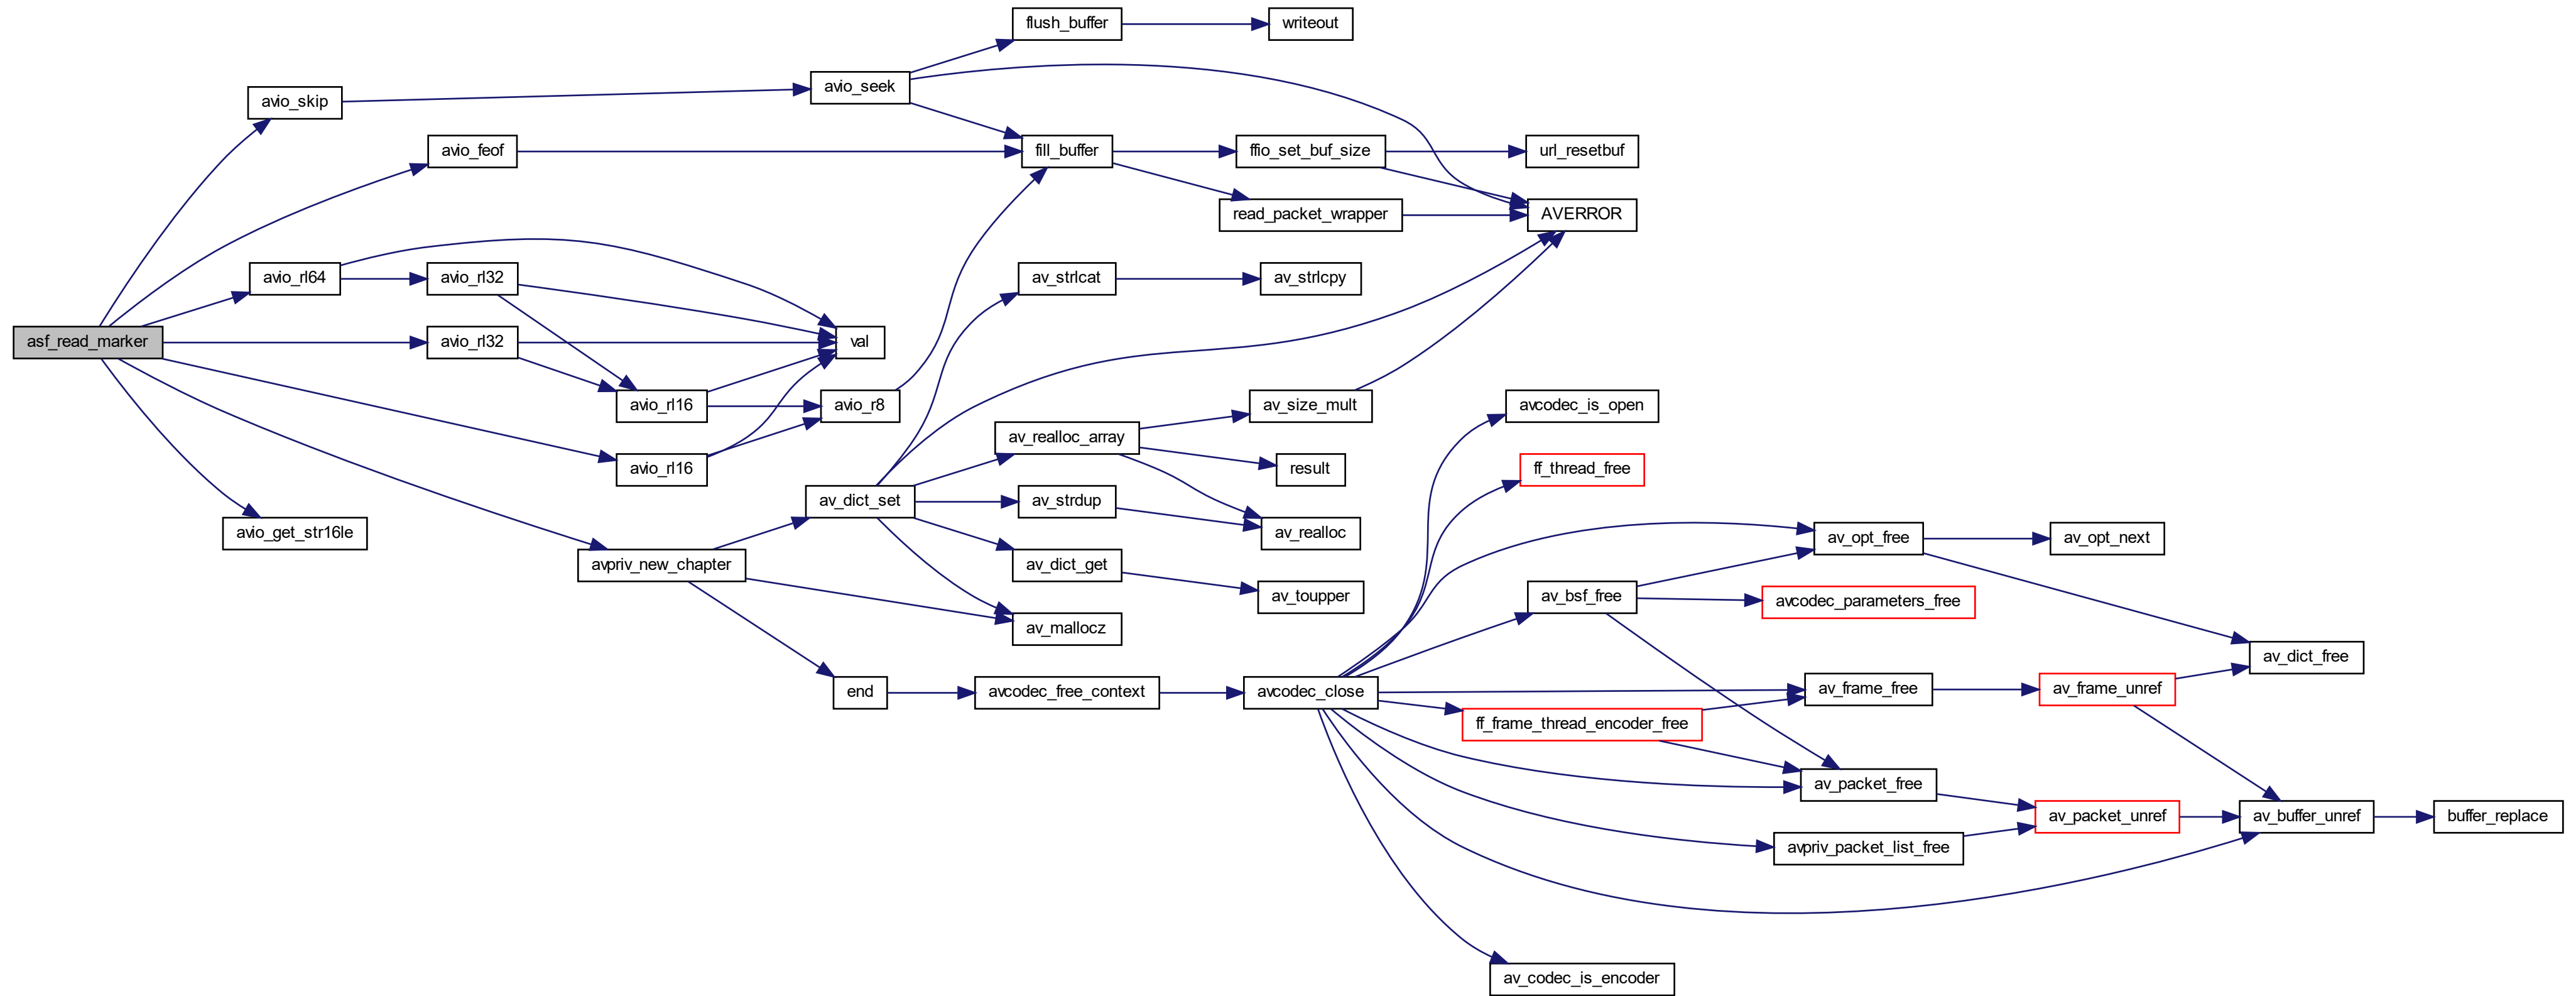 flush_buffer
writeout
avio_skip
avio_seek
avio_feof
fill_buffer
ffio_set_buf_size
url_resetbuf
read_packet_wrapper
AVERROR
avio_rl64
avio_rl32
av_strlcat
av_strlcpy
asf_read_marker
avio_rl32
val
avio_rl16
avio_r8
av_size_mult
avcodec_is_open
av_realloc_array
avio_rl16
result
ff_thread_free
av_dict_set
av_strdup
avio_get_str16le
av_realloc
av_opt_free
av_opt_next
avpriv_new_chapter
av_dict_get
av_toupper
av_bsf_free
avcodec_parameters_free
av_mallocz
av_dict_free
end
avcodec_free_context
avcodec_close
av_frame_free
av_frame_unref
ff_frame_thread_encoder_free
av_packet_free
av_packet_unref
av_buffer_unref
buffer_replace
avpriv_packet_list_free
av_codec_is_encoder